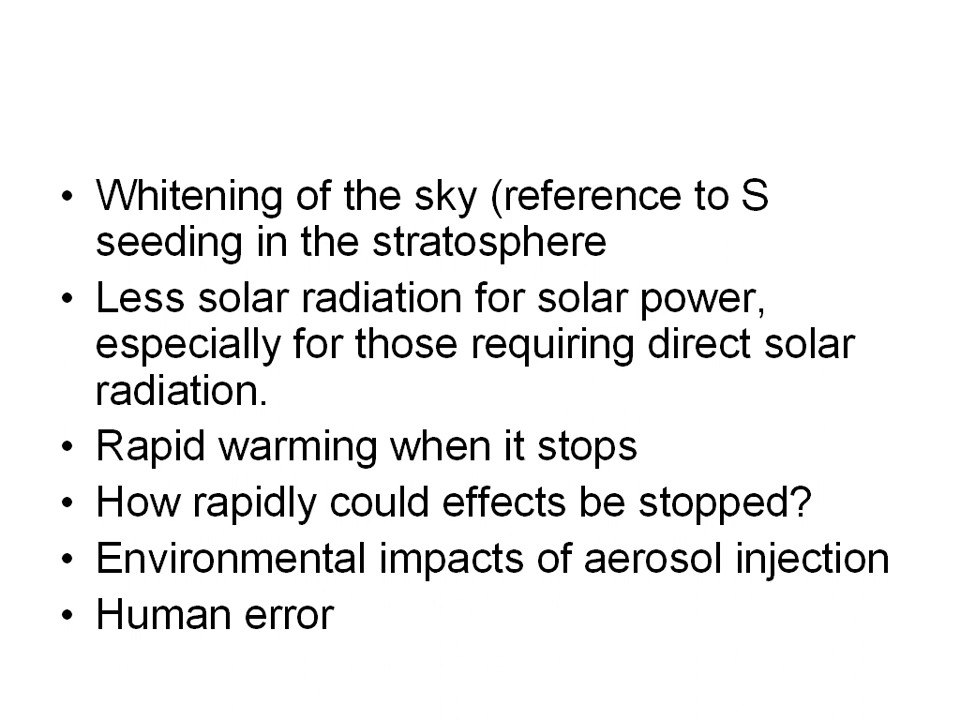 • Whitening of the sky (reference to S
seeding in the stratosphere
• Less solar radiation for solar power,
especially for those requiring direct solar
radiation.
• Rapid warming when it stops
• How rapidly could effects be stopped?
• Environmental impacts of aerosol injection
• Human error